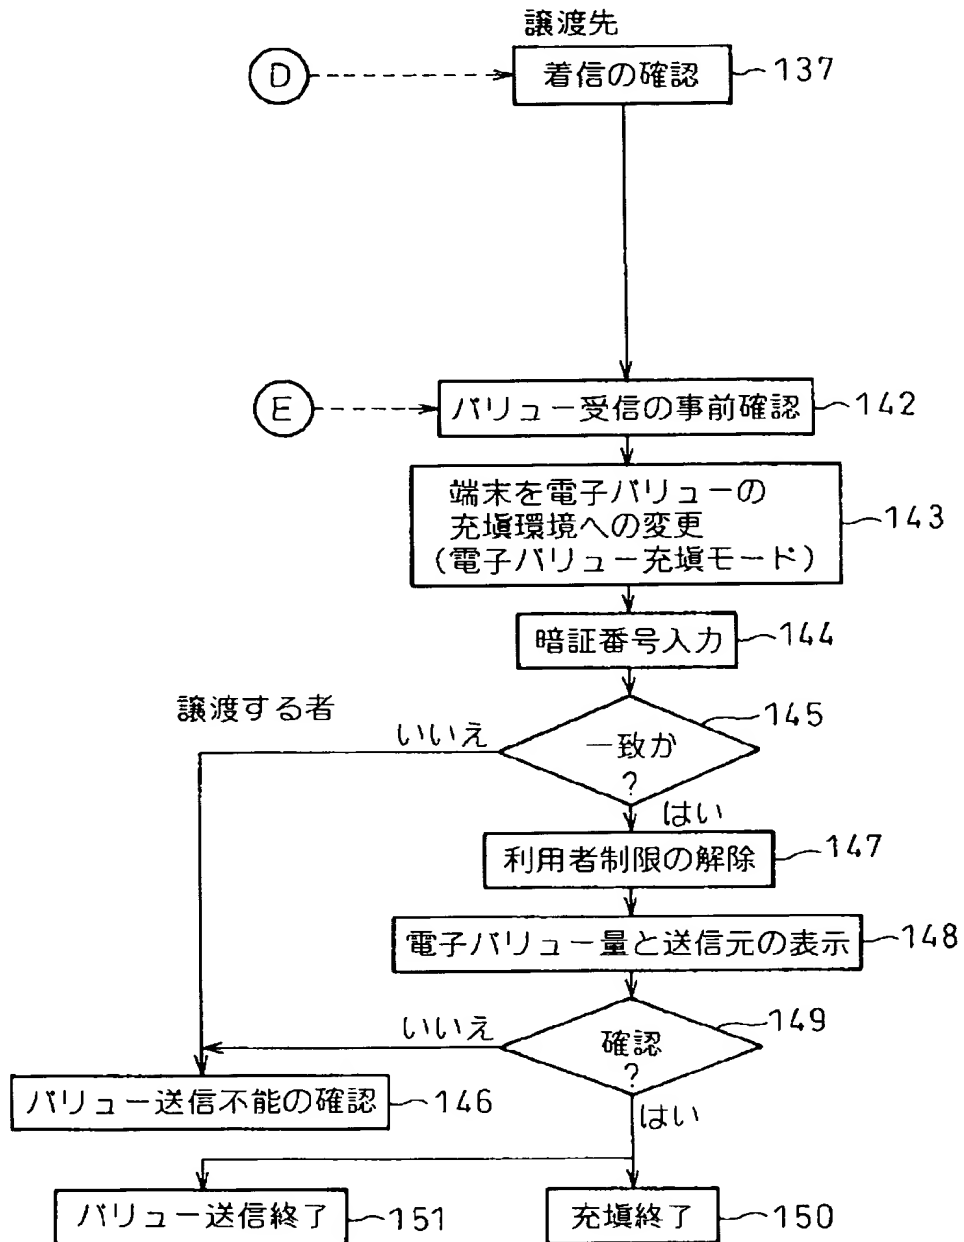 譲渡先
D
着信の確認
137
E
バリュー受信の事前確認
142
端末を電子バリューの
充塡環境への変更
(電子バリュー充塡モード)
143
暗証番号入力
144
譲渡する者
いいえ
一致か
?
145
はい
利用者制限の解除
147
電子バリュー量と送信元の表示
148
いいえ
確認
?
149
バリュー送信不能の確認
146
はい
バリュー送信終了
151
充塡終了
150